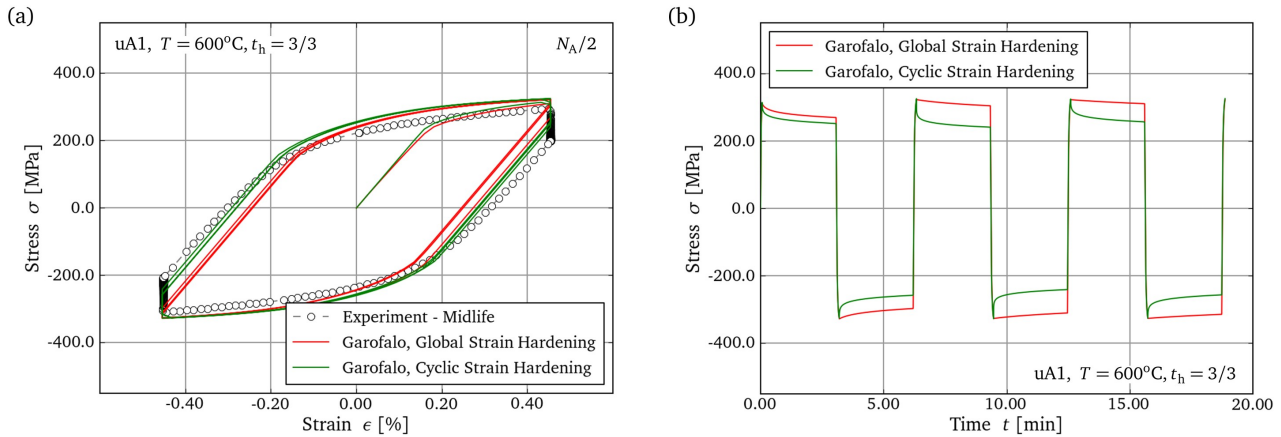 (a)
uA1, T = 600°C, t_h = 3/3
N_A/2
400.0
200.0
0.0
-200.0
-400.0
Stress σ [MPa]
Experiment - Midlife
Garofalo, Global Strain Hardening
Garofalo, Cyclic Strain Hardening
-0.40
-0.20
0.00
0.20
0.40
Strain ϵ [%]
(b)
Garofalo, Global Strain Hardening
Garofalo, Cyclic Strain Hardening
400.0
200.0
0.0
-200.0
-400.0
Stress σ [MPa]
uA1, T = 600°C, t_h = 3/3
0.00
5.00
10.00
15.00
20.00
Time t [min]